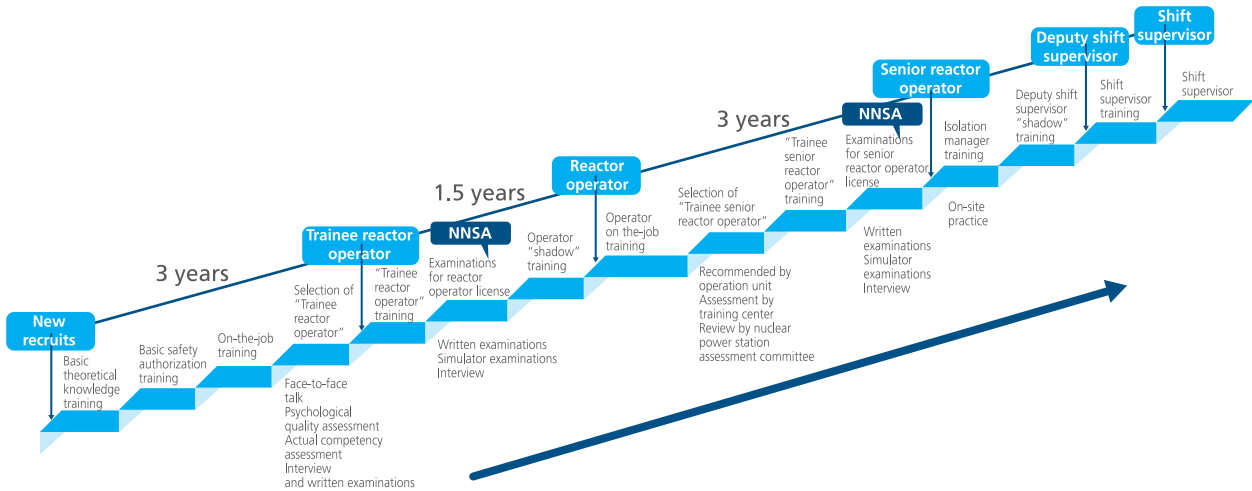 New
recruits
3 years
Trainee reactor
operator
1.5 years
NNSA
Reactor
operator
3 years
NNSA
Senior reactor
operator
Deputy shift
supervisor
Shift
supervisor
Basic
theoretical
knowledge
training
Basic safety
authorization
training
On-the-job
training
Selection of
"Trainee
reactor
operator"
Face-to-face
talk
Psychological
quality assessment
Actual competency
assessment
Interview
and written examinations
"Trainee
reactor
operator"
training
Examinations
for reactor
operator license
Written examinations
Simulator examinations
Interview
Operator
"shadow"
training
Operator
on the-job
training
Selection of
"Trainee senior
reactor operator"
Recommended by
operation unit
Assessment by
training center
Review by nuclear
power station
assessment committee
"Trainee
senior
reactor
operator"
training
Examinations
for senior
reactor operator
license
Written
examinations
Simulator
examinations
Interview
Isolation
manager
training
On-site
practice
Deputy shift
supervisor
"shadow"
training
Shift
supervisor
training
Shift
supervisor